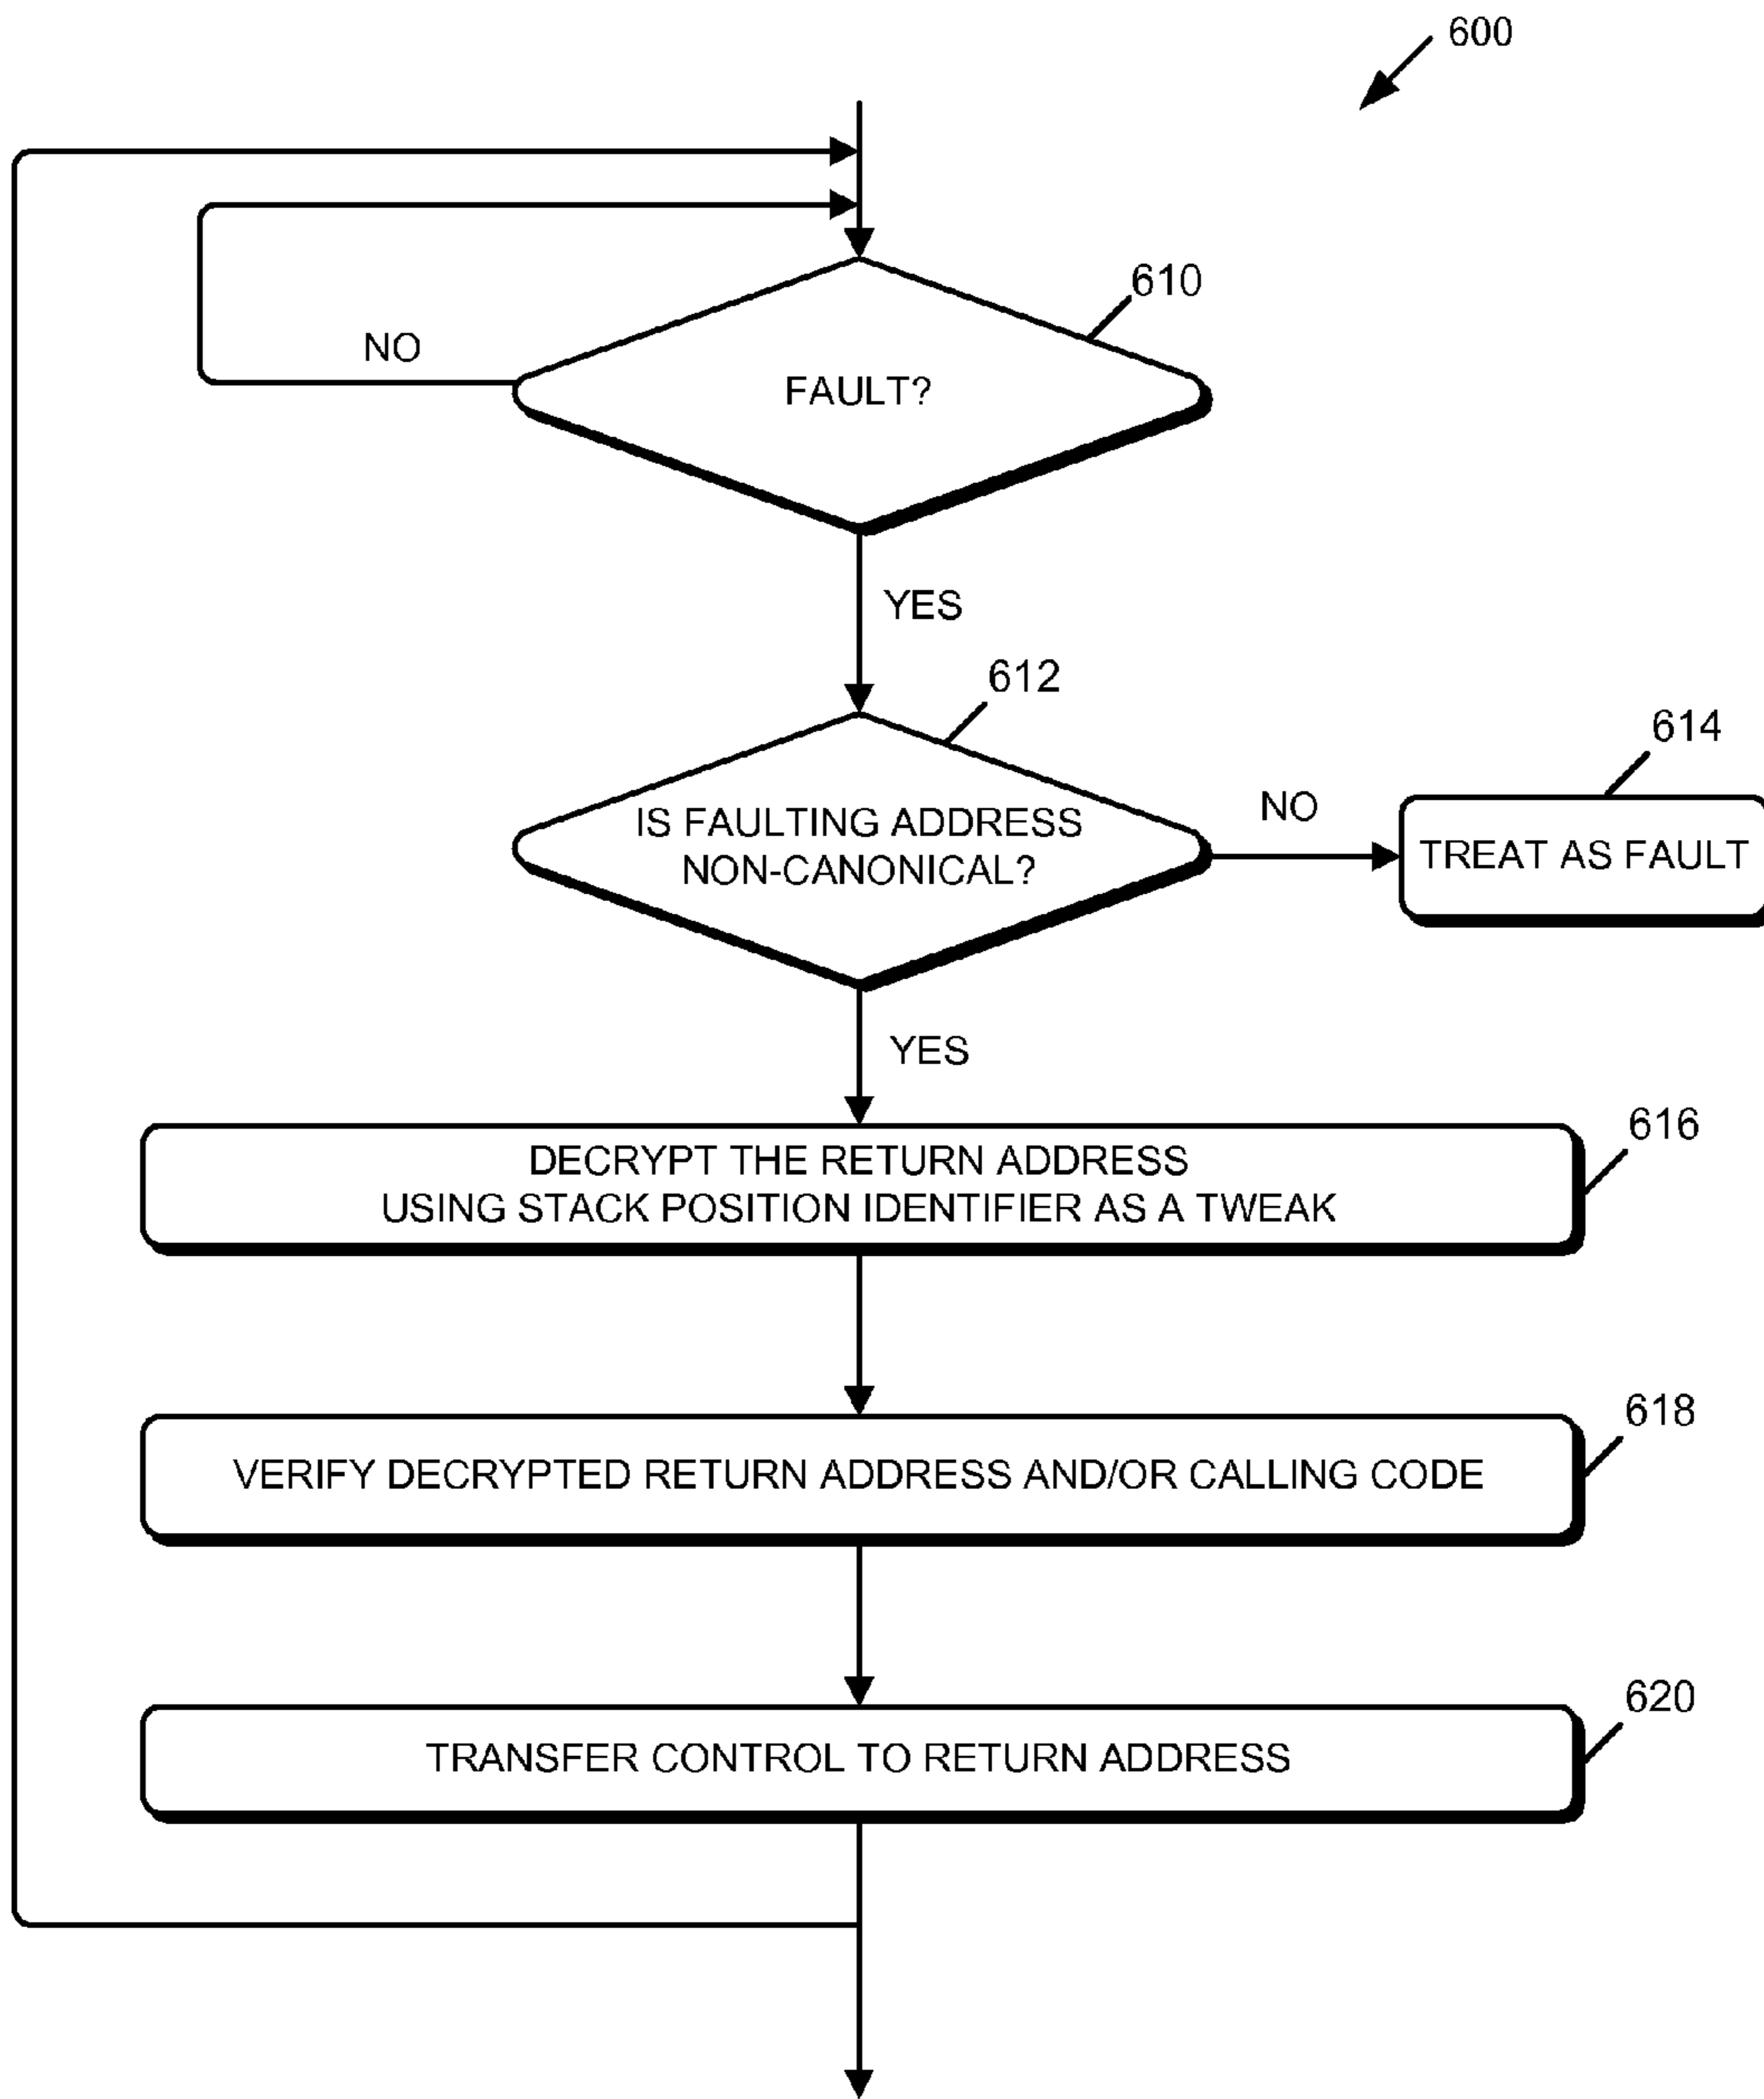 600
610
NO
FAULT?
YES
612
614
IS FAULTING ADDRESS
NON-CANONICAL?
NO
TREAT AS FAULT
YES
616
DECRYPT THE RETURN ADDRESS
USING STACK POSITION IDENTIFIER AS A TWEAK
618
VERIFY DECRYPTED RETURN ADDRESS AND/OR CALLING CODE
620
TRANSFER CONTROL TO RETURN ADDRESS